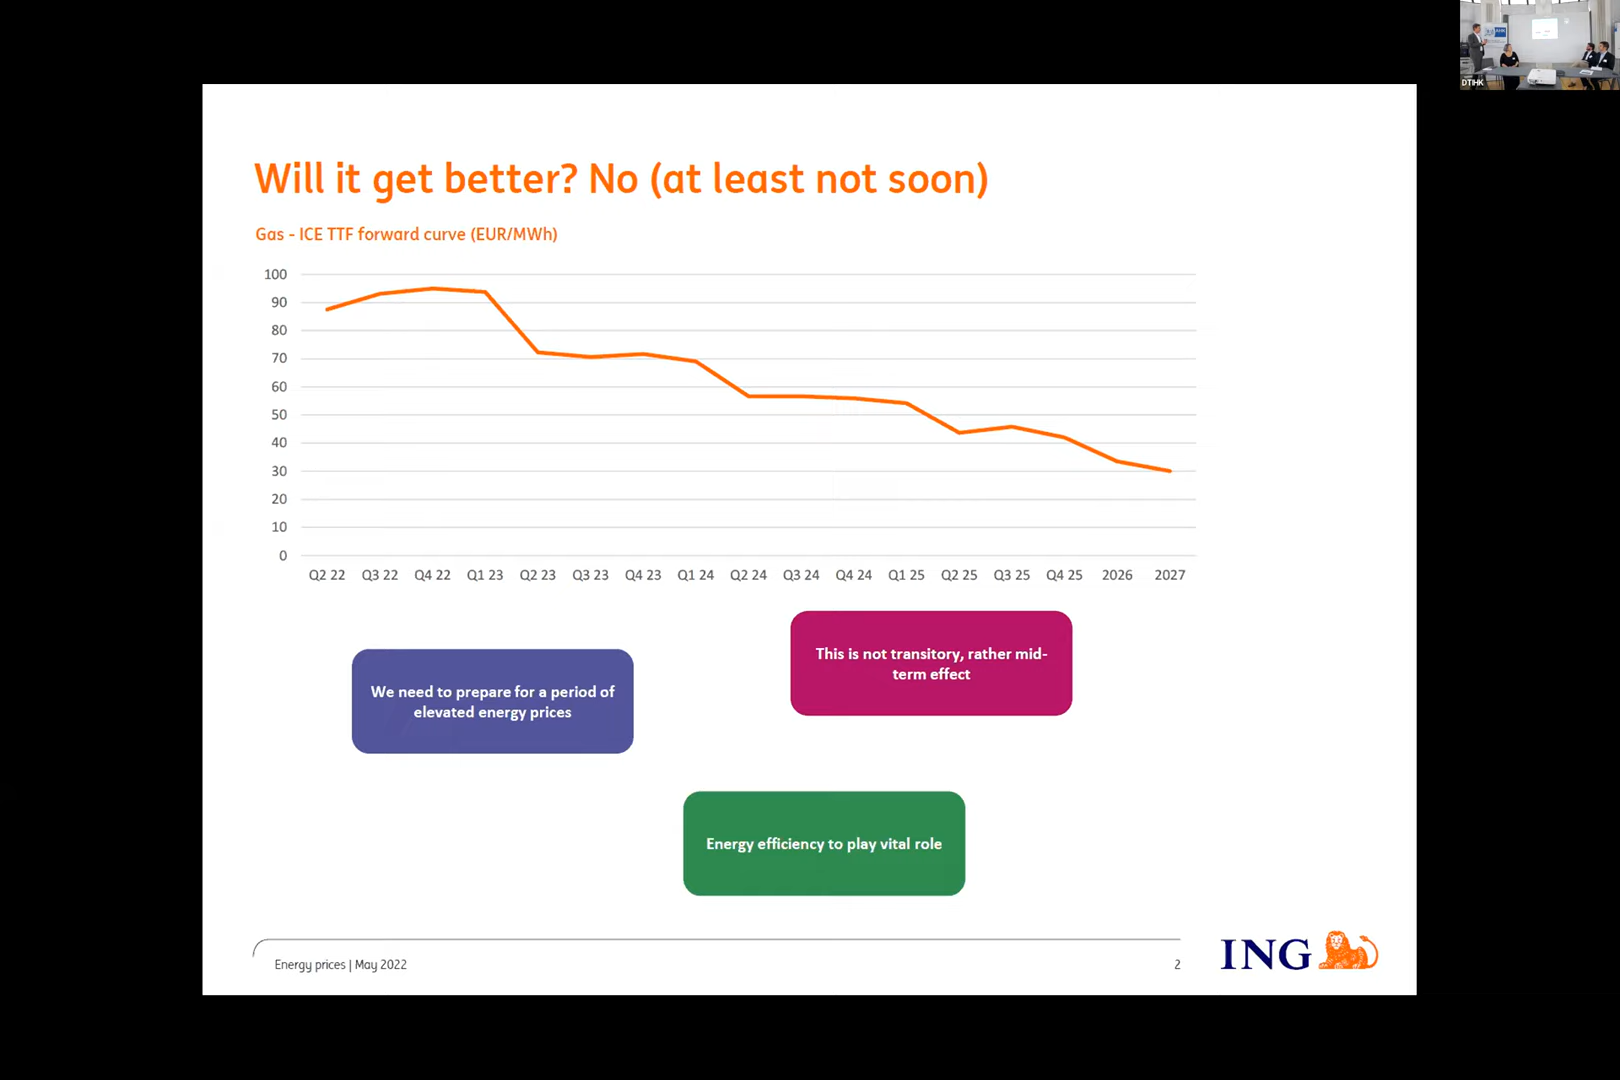 DTIHK
Will it get better? No (at least not soon)
Gas - ICE TTF forward curve (EUR/MWh)
100
90
80
70
60
50
40
30
20
10
0
Q2 22 Q3 22 Q4 22 Q1 23 Q2 23 Q3 23 Q4 23 Q1 24 Q2 24 Q3 24 Q4 24 Q1 25 Q2 25 Q3 25 Q4 25 2026 2027
This is not transitory, rather mid-
term effect
We need to prepare for a period of
elevated energy prices
Energy efficiency to play vital role
Energy prices | May 2022
2
ING